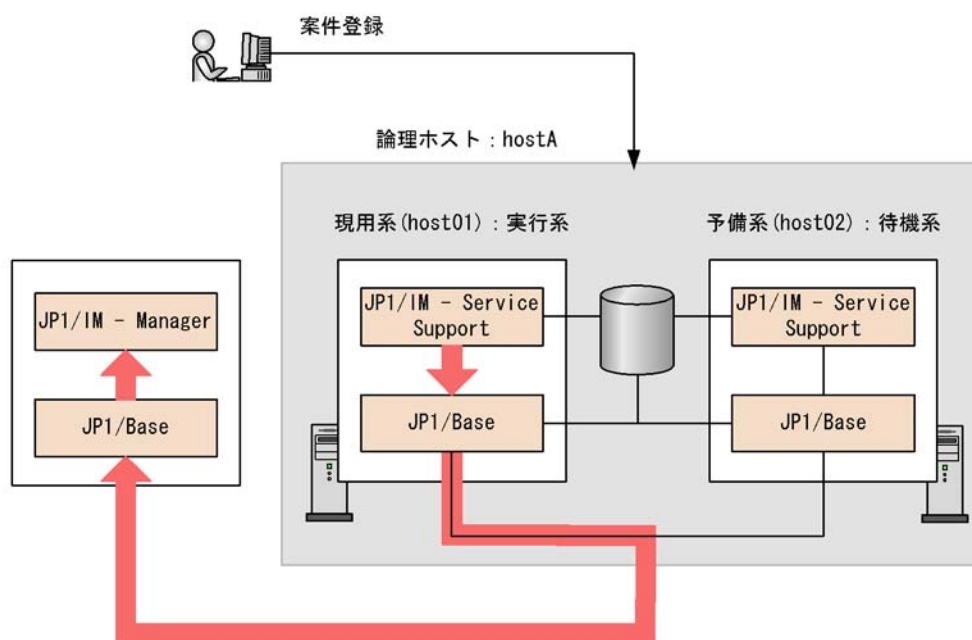 案件登録
論理ホスト：hostA
現用系(host01)：実行系
予備系(host02)：待機系
JP1/IM - Manager
JP1/Base
JP1/IM - Service
Support
JP1/Base
JP1/IM - Service
Support
JP1/Base